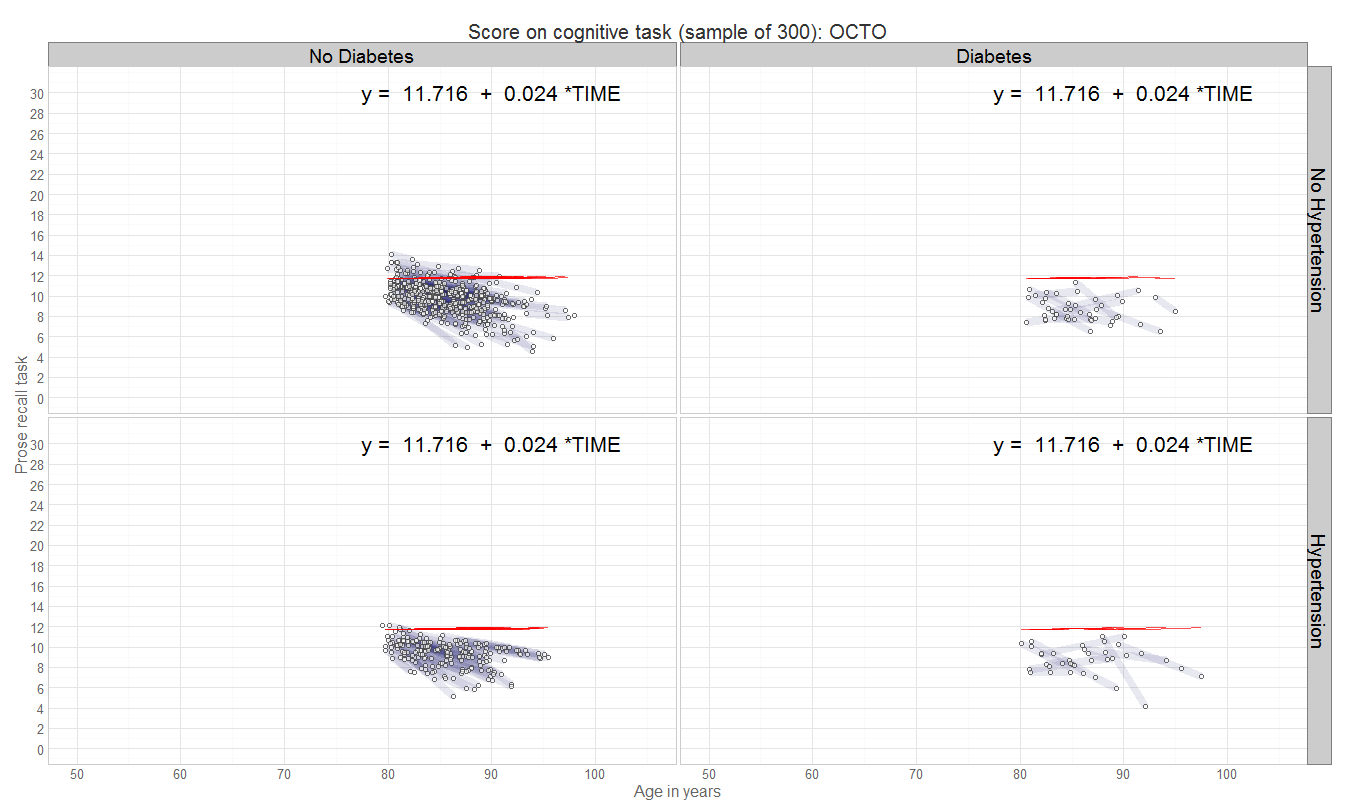 Score on cognitive task (sample of 300): OCTO
No Diabetes
Diabetes
y = 11.716 + 0.024 *TIME
y = 11.716 + 0.024 *TIME
30
28
26
24
22
20
18
16
14
12
10
8
6
4
2
0
No Hypertension
Prose recall task
y = 11.716 + 0.024 *TIME
y = 11.716 + 0.024 *TIME
30
28
26
24
22
20
18
16
14
12
10
8
6
4
2
0
Hypertension
50 60 70 80 90 100
50 60 70 80 90 100
Age in years